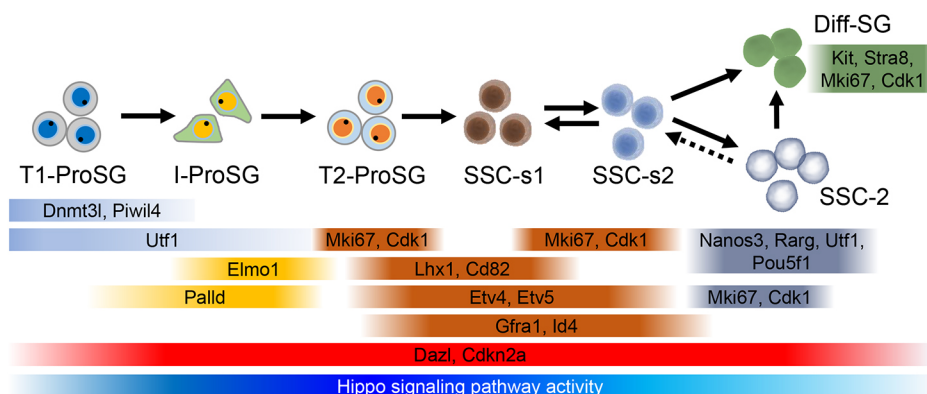 Diff-SG
Kit, Stra8,
Mki67, Cdk1
T1-ProSG
I-ProSG
T2-ProSG
SSC-s1
SSC-s2
SSC-2
Dnmt3l, Piwil4
Utf1
Mki67, Cdk1
Mki67, Cdk1
Nanos3, Rarg, Utf1,
Pou5f1
Elmo1
Lhx1, Cd82
Palld
Etv4, Etv5
Mki67, Cdk1
Gfra1, Id4
Dazl, Cdkn2a
Hippo signaling pathway activity